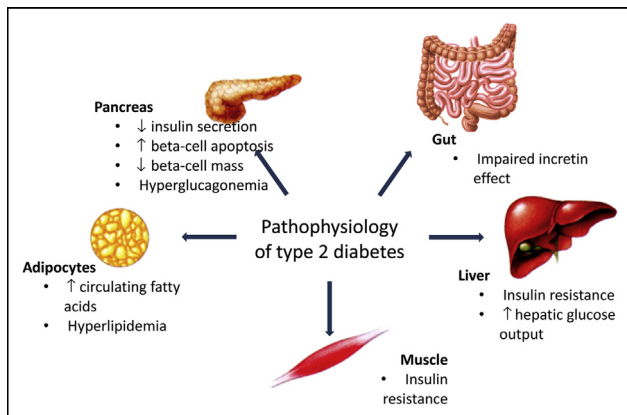 Pancreas
• ↓ insulin secretion
• ↑ beta-cell apoptosis
• ↓ beta-cell mass
• Hyperglucagonemia
Gut
• Impaired incretin
effect
Pathophysiology
of type 2 diabetes
Adipocytes
• ↑ circulating fatty
acids
• Hyperlipidemia
Liver
• Insulin resistance
• ↑ hepatic glucose
output
Muscle
• Insulin
resistance